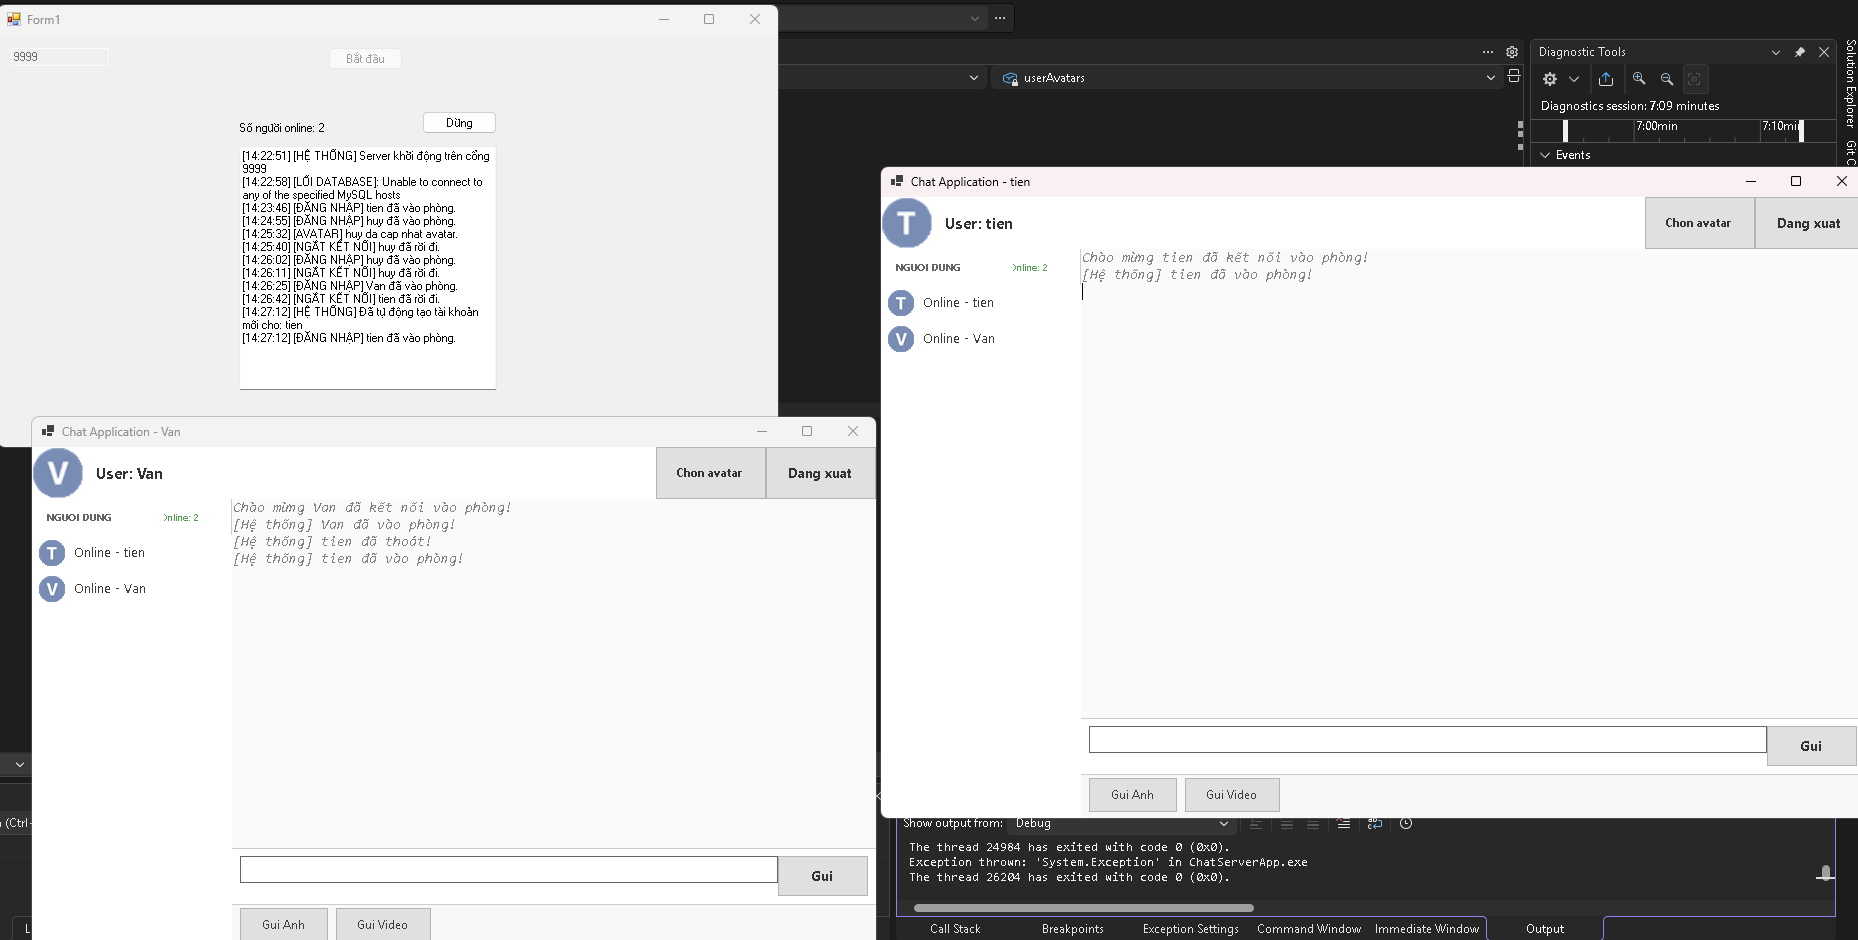 Form1
9999
Bắt đầu
Số người online: 2
Dừng
[14:22:51] [HỆ THỐNG] Server khởi động trên cổng
9999
[14:22:58] [LỖI DATABASE]: Unable to connect to
any of the specified MySQL hosts
[14:23:46] [ĐĂNG NHẬP] tien đã vào phòng.
[14:24:55] [ĐĂNG NHẬP] huy đã vào phòng.
[14:25:32] [AVATAR] huy da cap nhat avatar.
[14:25:40] [NGẮT KẾT NỐI] huy đã rời đi.
[14:26:02] [ĐĂNG NHẬP] huy đã vào phòng.
[14:26:11] [NGẮT KẾT NỐI] huy đã rời đi.
[14:26:25] [ĐĂNG NHẬP] Van đã vào phòng.
[14:26:42] [NGẮT KẾT NỐI] tien đã rời đi.
[14:27:12] [HỆ THỐNG] Đã tự động tạo tài khoản
mới cho: tien
[14:27:12] [ĐĂNG NHẬP] tien đã vào phòng.
userAvatars
Diagnostic Tools
Diagnostics session: 7:09 minutes
7:00min
7:10min
Events
Solution Explorer
Git C
Chat Application - tien
T
User: tien
Chon avatar
Dang xuat
NGUOI DUNG
Online: 2
T
Online - tien
V
Online - Van
Chào mừng tien đã kết nối vào phòng!
[Hệ thống] tien đã vào phòng!
Gui
Gui Anh
Gui Video
Chat Application - Van
V
User: Van
Chon avatar
Dang xuat
NGUOI DUNG
Online: 2
T
Online - tien
V
Online - Van
Chào mừng Van đã kết nối vào phòng!
[Hệ thống] Van đã vào phòng!
[Hệ thống] tien đã thoát!
[Hệ thống] tien đã vào phòng!
Gui
Gui Anh
Gui Video
(Ctrl+
L
Show output from:
Debug
The thread 24984 has exited with code 0 (0x0).
Exception thrown: 'System.Exception' in ChatServerApp.exe
The thread 26204 has exited with code 0 (0x0).
Call Stack
Breakpoints
Exception Settings
Command Window
Immediate Window
Output